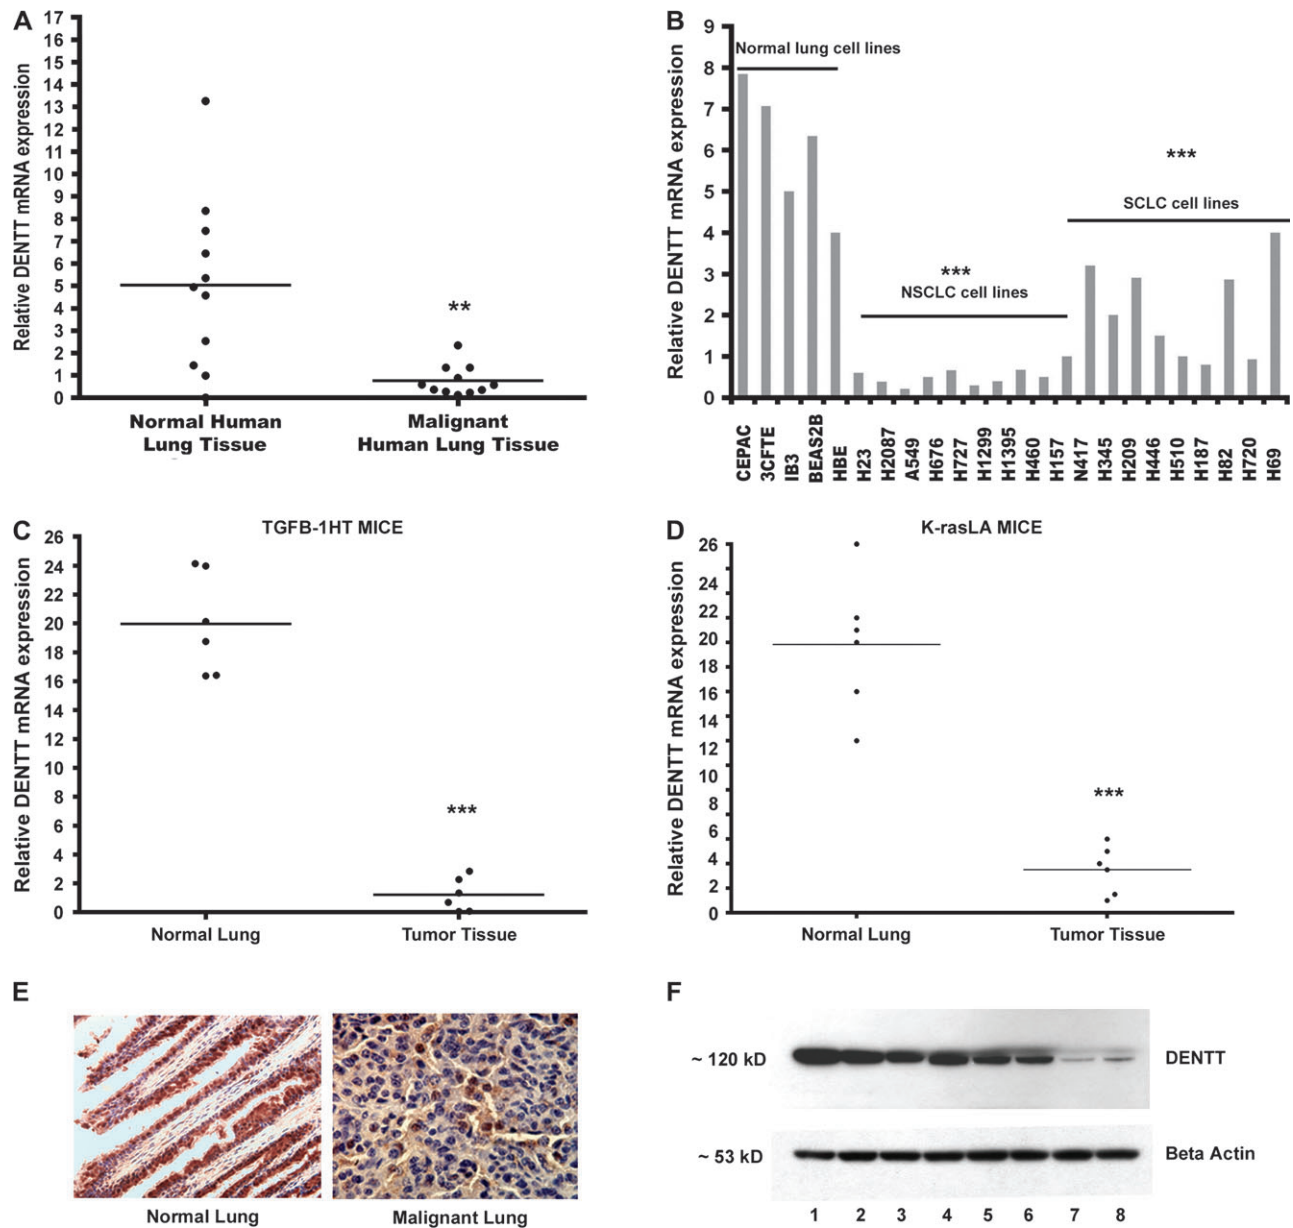 A
17
16
15
14
13
12
11
10
9
8
7
6
5
4
3
2
1
0
Relative DENTT mRNA expression
**
Normal Human
Lung Tissue
Malignant
Human Lung Tissue
B
9
8
7
6
5
4
3
2
1
0
Relative DENTT mRNA expression
Normal lung cell lines
***
NSCLC cell lines
***
SCLC cell lines
CEPAC
3CFTE
IB3
BEAS2B
HBE
H23
H2087
A549
H676
H727
H1299
H1395
H460
H157
N417
H345
H209
H446
H510
H187
H82
H720
H69
C
TGFB-1HT MICE
26
24
22
20
18
16
14
12
10
8
6
4
2
0
Relative DENTT mRNA expression
***
Normal Lung
Tumor Tissue
D
K-rasLA MICE
26
24
22
20
18
16
14
12
10
8
6
4
2
0
Relative DENTT mRNA expression
***
Normal Lung
Tumor Tissue
E
Normal Lung
Malignant Lung
F
~ 120 kD
DENTT
~ 53 kD
Beta Actin
1 2 3 4 5 6 7 8